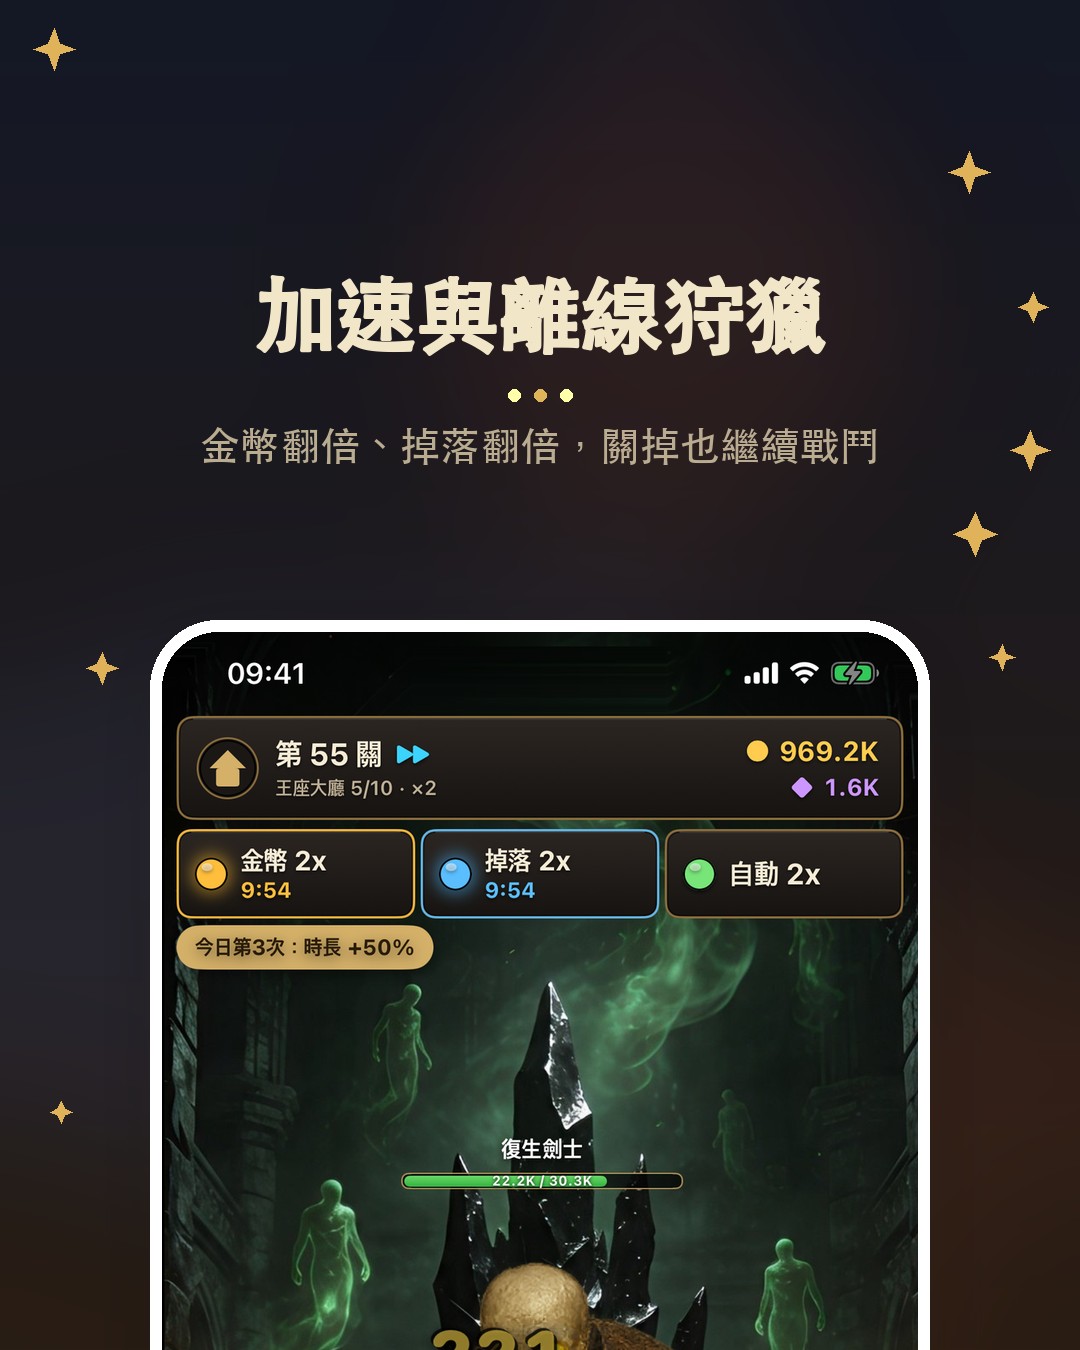 加速與離線狩獵
金幣翻倍、掉落翻倍，關掉也繼續戰鬥
09:41
第 55 關
969.2K
王座大廳 5/10 · ×2
1.6K
金幣 2x
9:54
掉落 2x
9:54
自動 2x
今日第3次：時長 +50%
復生劍士
22.2K / 30.3K
221